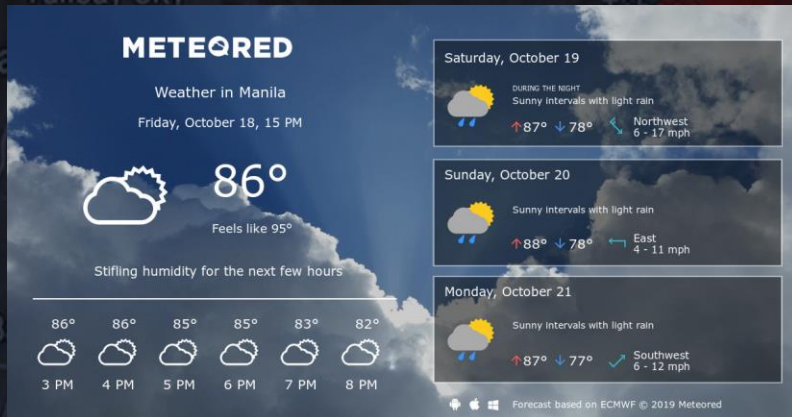 METEORED
Weather in Manila
Friday, October 18, 15 PM
86°
Feels like 95°
Stifling humidity for the next few hours
86° 86° 85° 85° 83° 82°
3 PM 4 PM 5 PM 6 PM 7 PM 8 PM
Saturday, October 19
DURING THE NIGHT
Sunny intervals with light rain
87° 78° Northwest
6 - 17 mph
Sunday, October 20
Sunny intervals with light rain
88° 78° East
4 - 11 mph
Monday, October 21
Sunny intervals with light rain
87° 77° Southwest
6 - 12 mph
Forecast based on ECMWF © 2019 Meteored